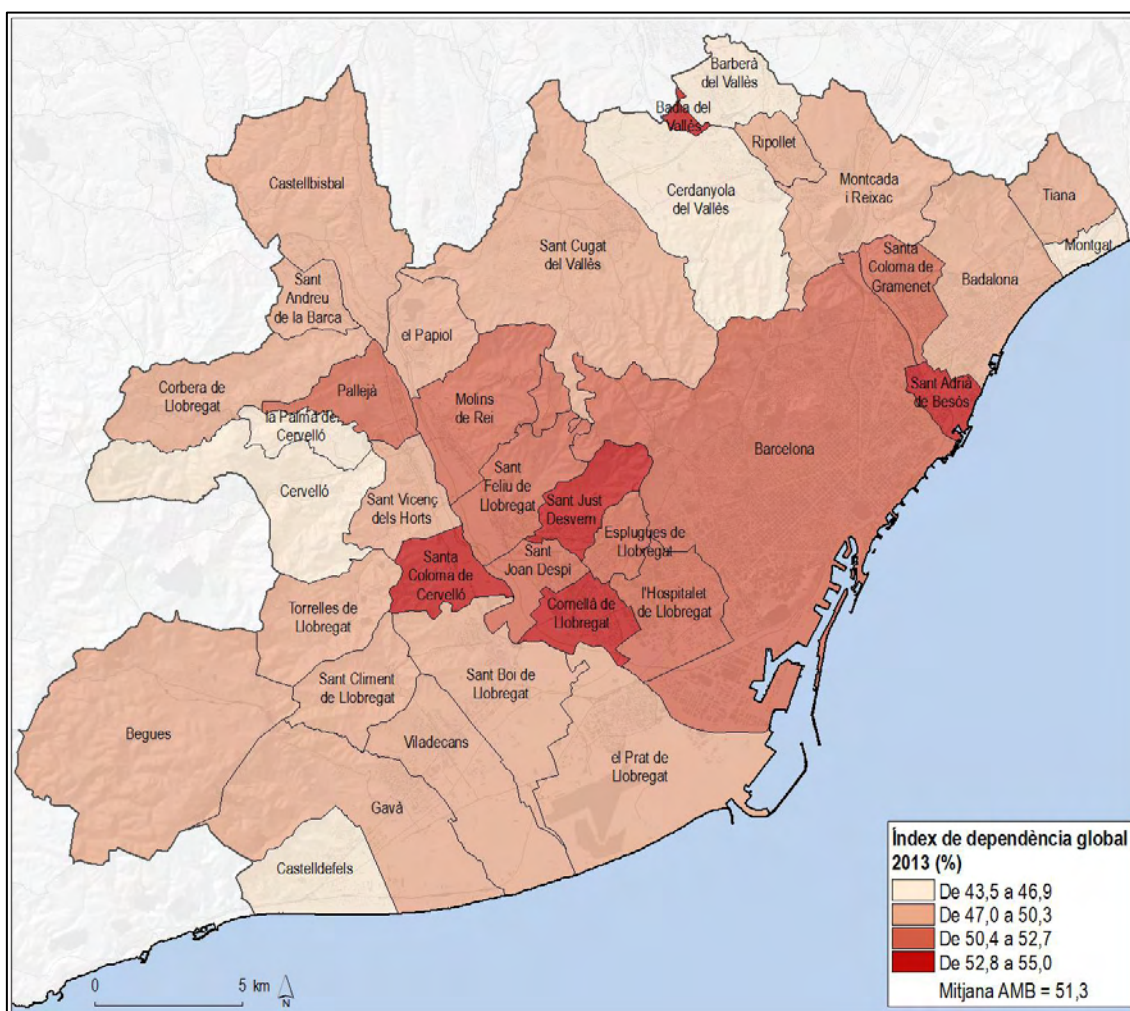 Barberà
del Vallès
Badia del
Vallès
Ripollet
Castellbisbal
Cerdanyola
del Vallès
Montcada
i Reixac
Tiana
Montgat
Sant Cugat
del Vallès
Santa
Coloma de
Gramenet
Badalona
Sant
Andreu
de la Barca
el Papiol
Corbera de
Llobregat
Pallejà
Molins
de Rei
Sant Adrià
de Besòs
la Palma de
Cervelló
Barcelona
Cervelló
Sant Vicenç
dels Horts
Sant
Feliu de
Llobregat
Sant Just
Desvern
Esplugues de
Llobregat
Santa
Coloma de
Cervelló
Sant
Joan Despí
l'Hospitalet
de Llobregat
Cornellà de
Llobregat
Torrelles de
Llobregat
Sant Climent
de Llobregat
Sant Boi de
Llobregat
Begues
Viladecans
el Prat de
Llobregat
Gavà
Castelldefels
Índex de dependència global
2013 (%)
De 43,5 a 46,9
De 47,0 a 50,3
De 50,4 a 52,7
De 52,8 a 55,0
Mitjana AMB = 51,3
0 5 km
N